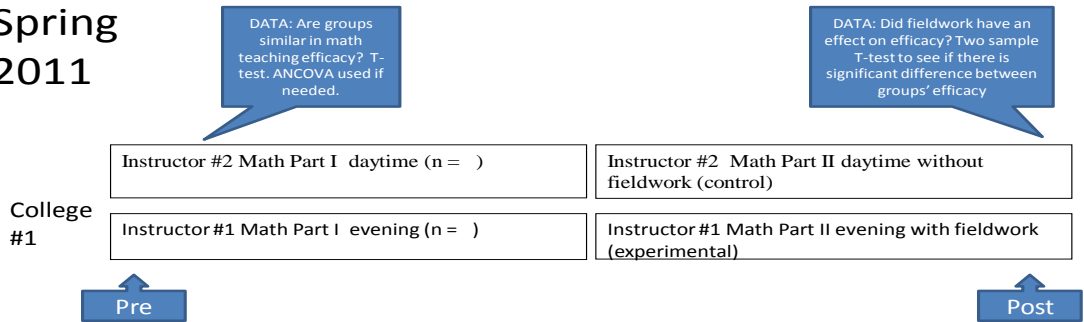 Spring
2011
DATA: Are groups
similar in math
teaching efficacy? T-
test. ANCOVA used if
needed.
DATA: Did fieldwork have an
effect on efficacy? Two sample
T-test to see if there is
significant difference between
groups’ efficacy
College
#1
Instructor #2 Math Part I daytime (n = )
Instructor #2 Math Part II daytime without
fieldwork (control)
Instructor #1 Math Part I evening (n = )
Instructor #1 Math Part II evening with fieldwork
(experimental)
Pre
Post